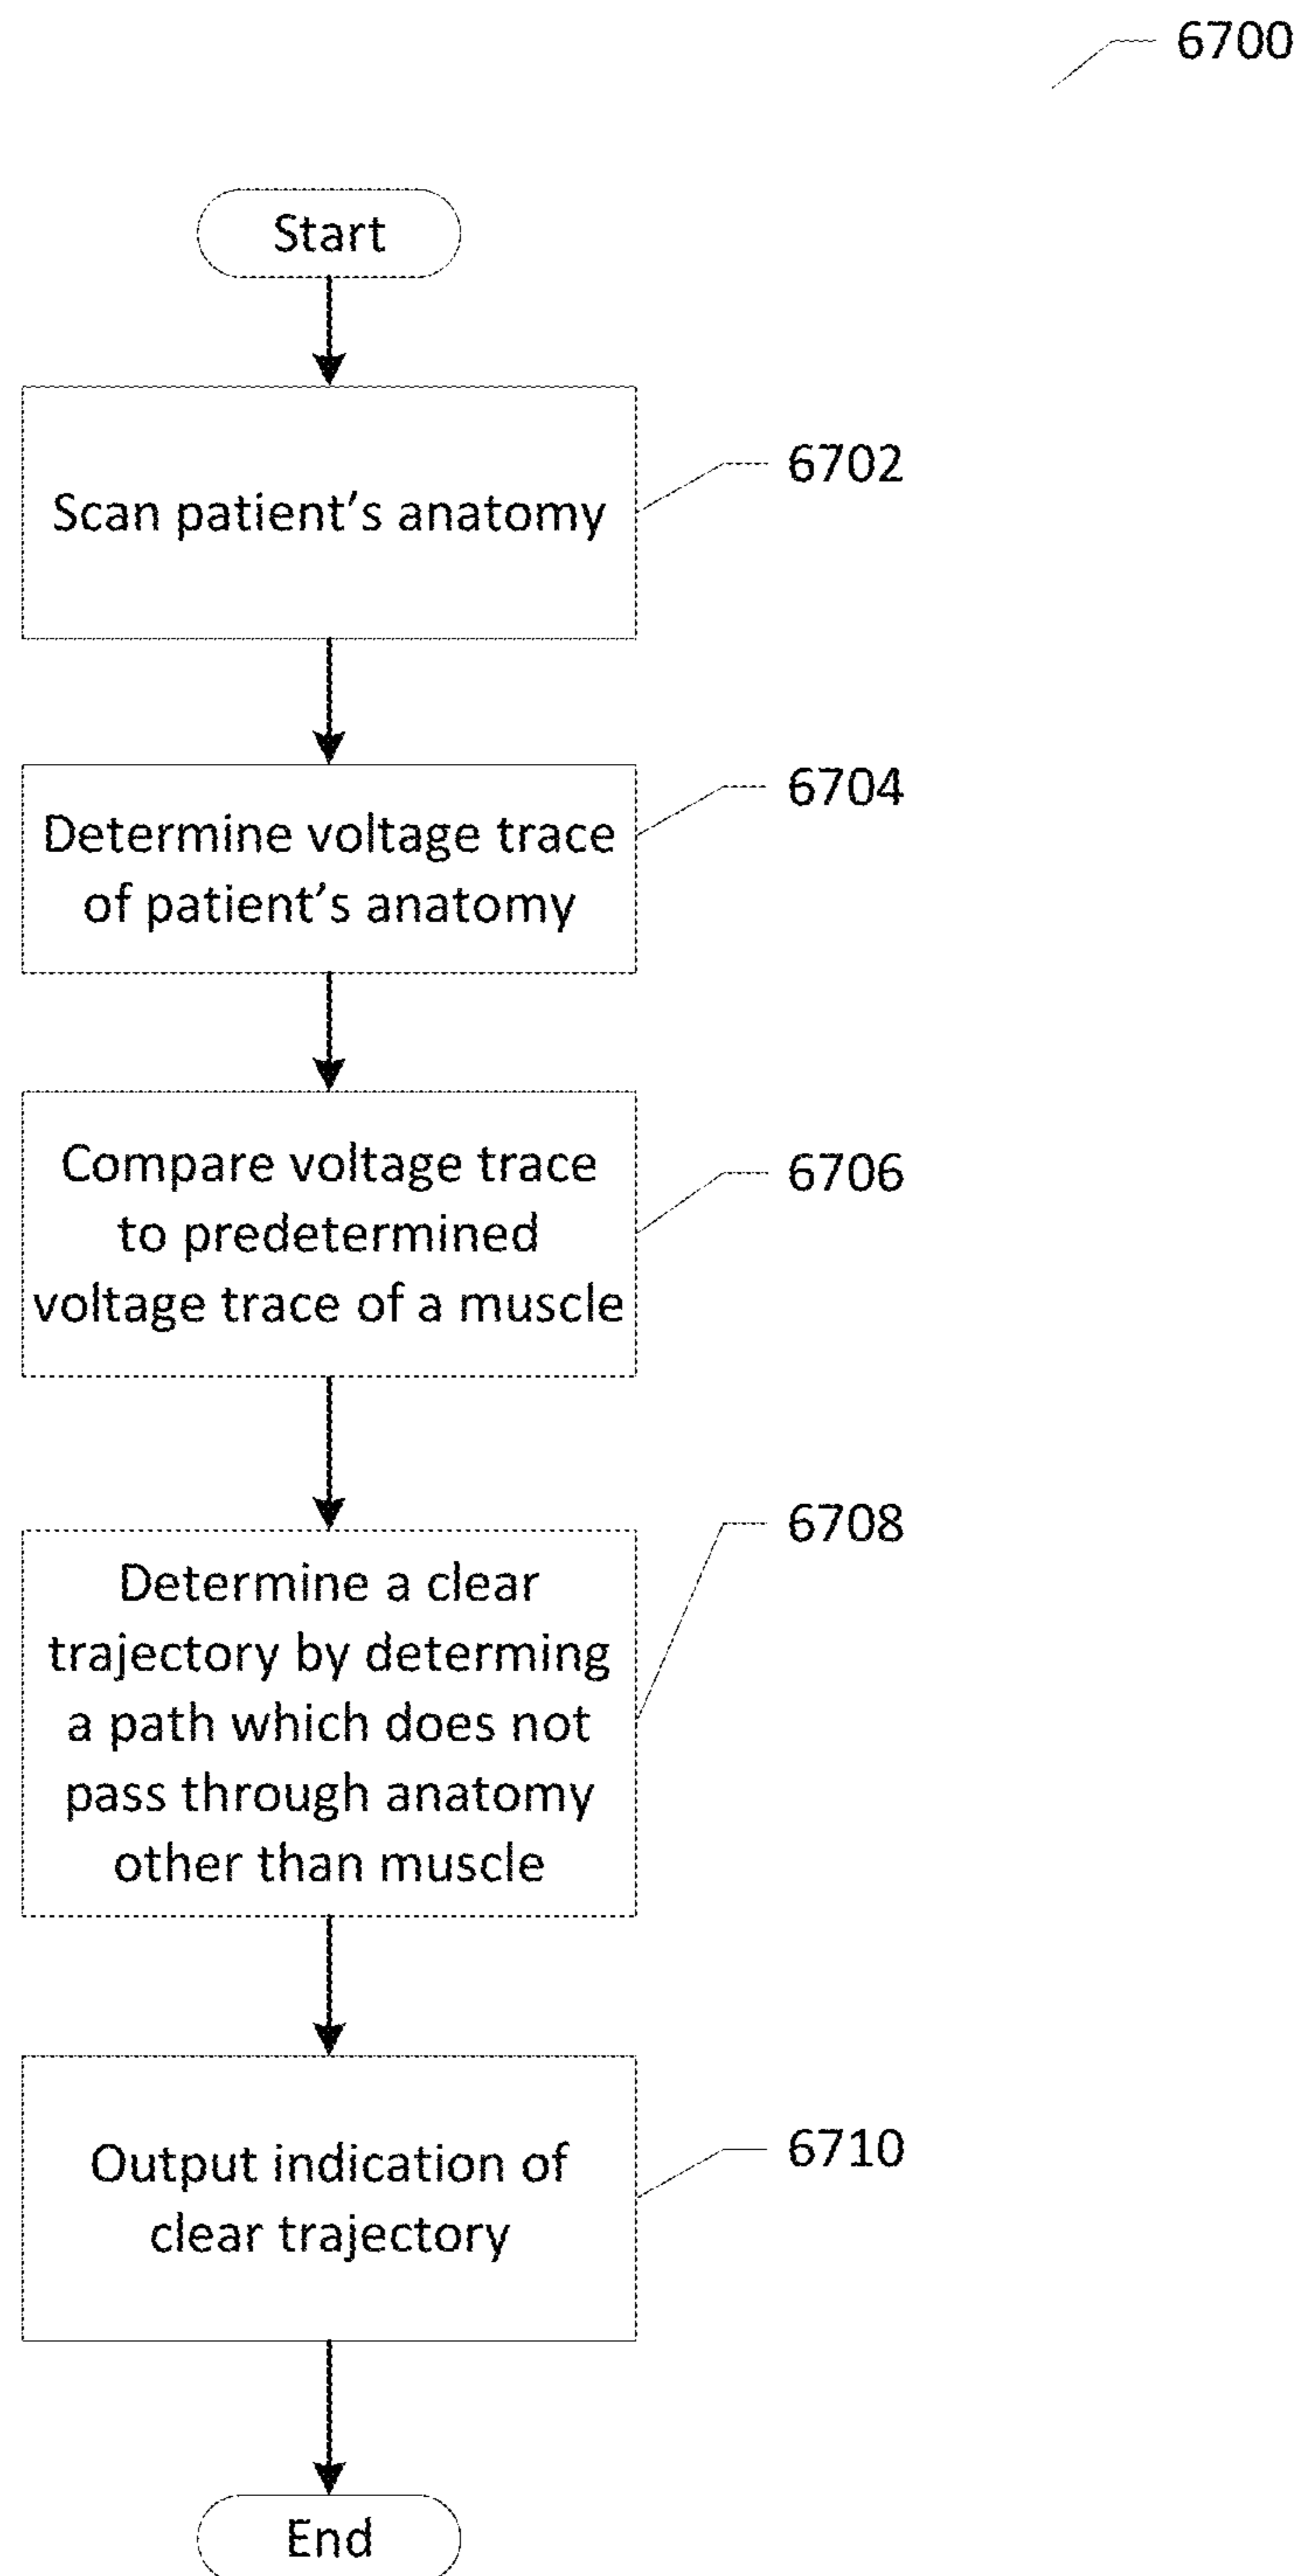 6700
Start
Scan patient's anatomy
6702
Determine voltage trace
of patient's anatomy
6704
Compare voltage trace
to predetermined
voltage trace of a muscle
6706
Determine a clear
trajectory by determing
a path which does not
pass through anatomy
other than muscle
6708
Output indication of
clear trajectory
6710
End